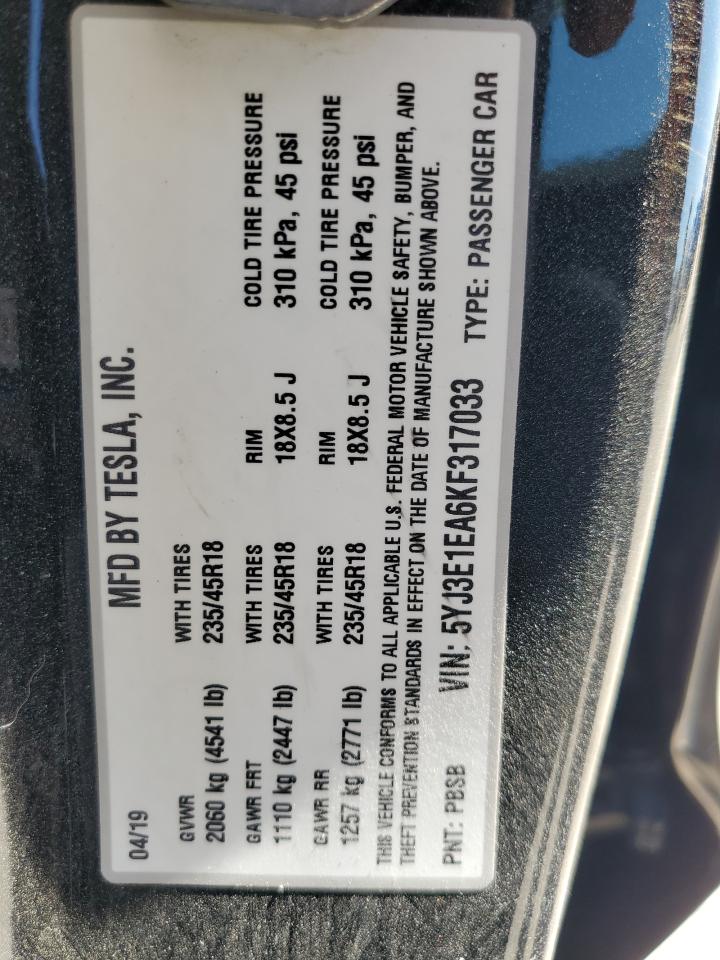 MFD BY TESLA, INC.
04/19
GVWR WITH TIRES
2060 kg (4541 lb) 235/45R18
GAWR FRT WITH TIRES RIM COLD TIRE PRESSURE
1110 kg (2447 lb) 235/45R18 18X8.5 J 310 kPa, 45 psi
GAWR RR WITH TIRES RIM COLD TIRE PRESSURE
1257 kg (2771 lb) 235/45R18 18X8.5 J 310 kPa, 45 psi
THIS VEHICLE CONFORMS TO ALL APPLICABLE U.S. FEDERAL MOTOR VEHICLE SAFETY, BUMPER, AND
THEFT PREVENTION STANDARDS IN EFFECT ON THE DATE OF MANUFACTURE SHOWN ABOVE.
PNT: PBSB VIN: 5YJ3E1EA6KF317033 TYPE: PASSENGER CAR